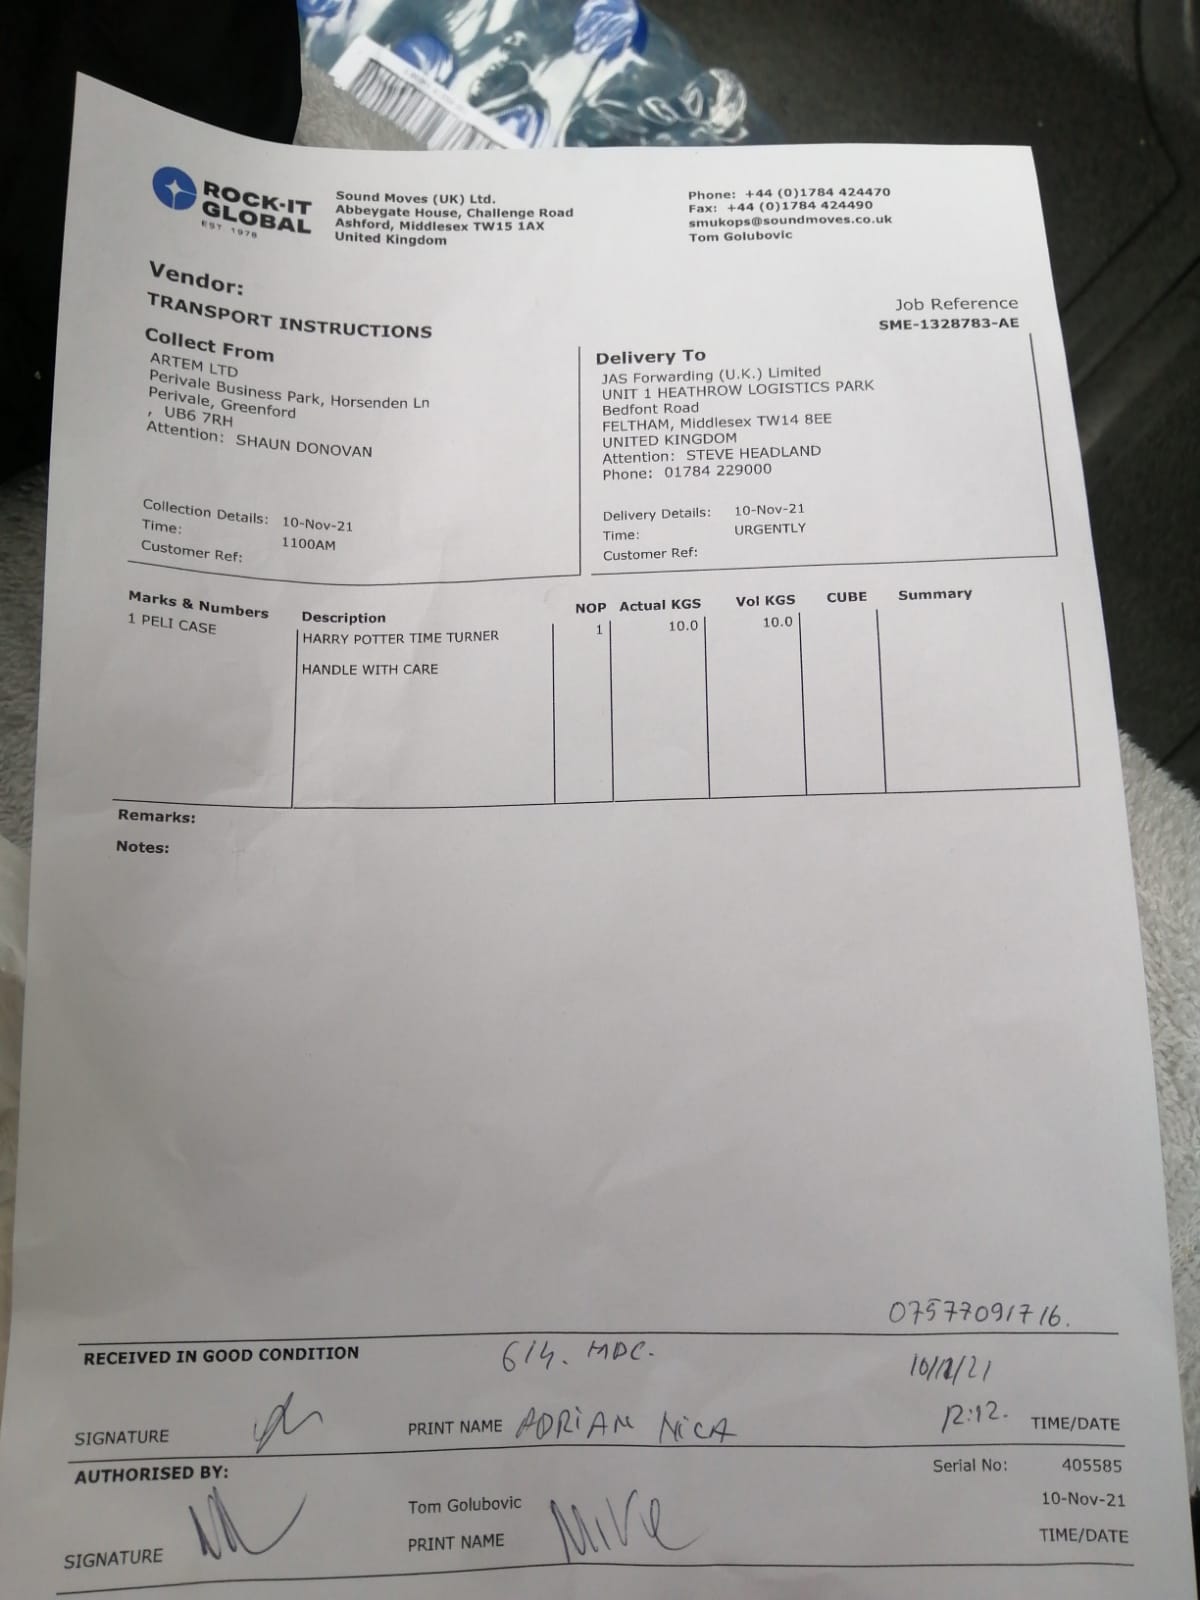 ROCK-IT
GLOBAL
EST 1978
Sound Moves (UK) Ltd.
Abbeygate House, Challenge Road
Ashford, Middlesex TW15 1AX
United Kingdom
Phone: +44 (0)1784 424470
Fax: +44 (0)1784 424490
smukops@soundmoves.co.uk
Tom Golubovic
Vendor:
TRANSPORT INSTRUCTIONS
Job Reference
SME-1328783-AE
Collect From
ARTEM LTD
Perivale Business Park, Horsenden Ln
Perivale, Greenford
, UB6 7RH
Attention: SHAUN DONOVAN
Collection Details: 10-Nov-21
Time: 1100AM
Customer Ref:
Delivery To
JAS Forwarding (U.K.) Limited
UNIT 1 HEATHROW LOGISTICS PARK
Bedfont Road
FELTHAM, Middlesex TW14 8EE
UNITED KINGDOM
Attention: STEVE HEADLAND
Phone: 01784 229000
Delivery Details: 10-Nov-21
Time: URGENTLY
Customer Ref:
Marks & Numbers Description NOP Actual KGS Vol KGS CUBE Summary
1 PELI CASE HARRY POTTER TIME TURNER 1 10.0 10.0
HANDLE WITH CARE
Remarks:
Notes:
07577091716.
RECEIVED IN GOOD CONDITION 614. MDC. 10/11/21
SIGNATURE PRINT NAME ADRIAN NICA 12:12. TIME/DATE
AUTHORISED BY: Serial No: 405585
Tom Golubovic 10-Nov-21
SIGNATURE PRINT NAME Mike TIME/DATE